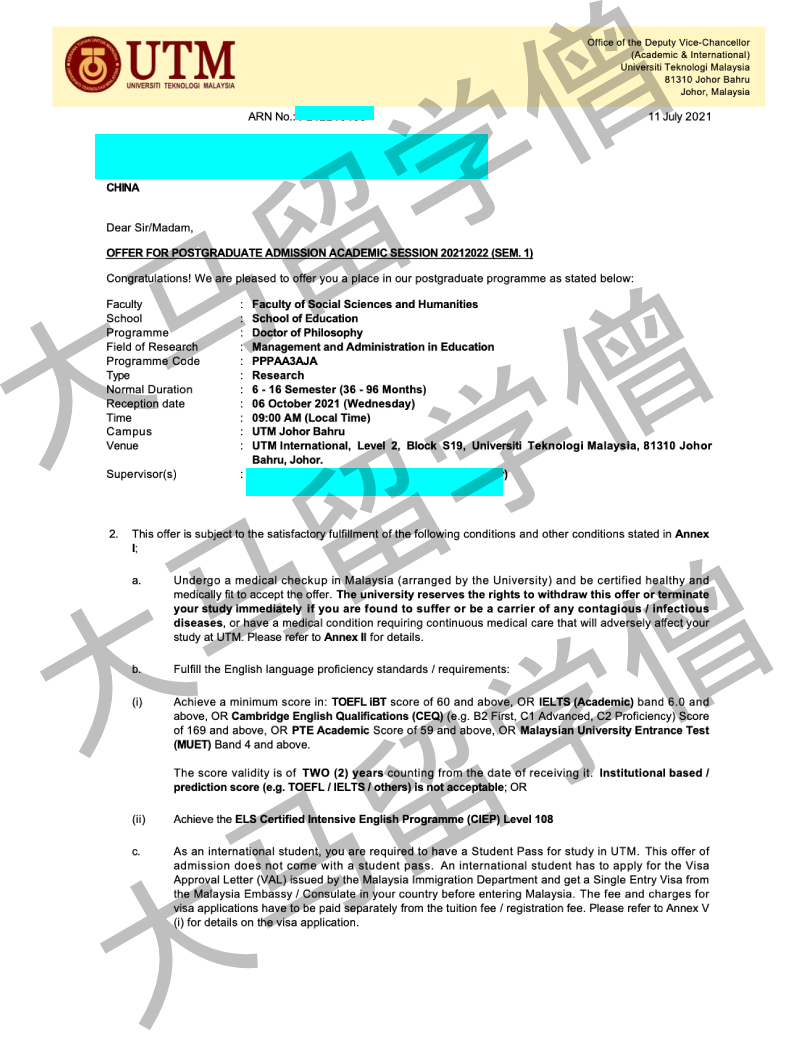 UTM
UNIVERSITI TEKNOLOGI MALAYSIA
Office of the Deputy Vice-Chancellor
(Academic & International)
Universiti Teknologi Malaysia
81310 Johor Bahru
Johor, Malaysia
ARN No.:
11 July 2021
CHINA
Dear Sir/Madam,
OFFER FOR POSTGRADUATE ADMISSION ACADEMIC SESSION 20212022 (SEM. 1)
Congratulations! We are pleased to offer you a place in our postgraduate programme as stated below:
Faculty : Faculty of Social Sciences and Humanities
School : School of Education
Programme : Doctor of Philosophy
Field of Research : Management and Administration in Education
Programme Code : PPPAA3AJA
Type : Research
Normal Duration : 6 - 16 Semester (36 - 96 Months)
Reception date : 06 October 2021 (Wednesday)
Time : 09:00 AM (Local Time)
Campus : UTM Johor Bahru
Venue : UTM International, Level 2, Block S19, Universiti Teknologi Malaysia, 81310 Johor
Bahru, Johor.
Supervisor(s) : )
2. This offer is subject to the satisfactory fulfillment of the following conditions and other conditions stated in Annex
I;
a. Undergo a medical checkup in Malaysia (arranged by the University) and be certified healthy and
medically fit to accept the offer. The university reserves the rights to withdraw this offer or terminate
your study immediately if you are found to suffer or be a carrier of any contagious / infectious
diseases, or have a medical condition requiring continuous medical care that will adversely affect your
study at UTM. Please refer to Annex II for details.
b. Fulfill the English language proficiency standards / requirements:
(i) Achieve a minimum score in: TOEFL iBT score of 60 and above, OR IELTS (Academic) band 6.0 and
above, OR Cambridge English Qualifications (CEQ) (e.g. B2 First, C1 Advanced, C2 Proficiency) Score
of 169 and above, OR PTE Academic Score of 59 and above, OR Malaysian University Entrance Test
(MUET) Band 4 and above.
The score validity is of TWO (2) years counting from the date of receiving it. Institutional based /
prediction score (e.g. TOEFL / IELTS / others) is not acceptable; OR
(ii) Achieve the ELS Certified Intensive English Programme (CIEP) Level 108
c. As an international student, you are required to have a Student Pass for study in UTM. This offer of
admission does not come with a student pass. An international student has to apply for the Visa
Approval Letter (VAL) issued by the Malaysia Immigration Department and get a Single Entry Visa from
the Malaysia Embassy / Consulate in your country before entering Malaysia. The fee and charges for
visa applications have to be paid separately from the tuition fee / registration fee. Please refer to Annex V
(i) for details on the visa application.
大马留学僧
大马留学僧
大马留学僧